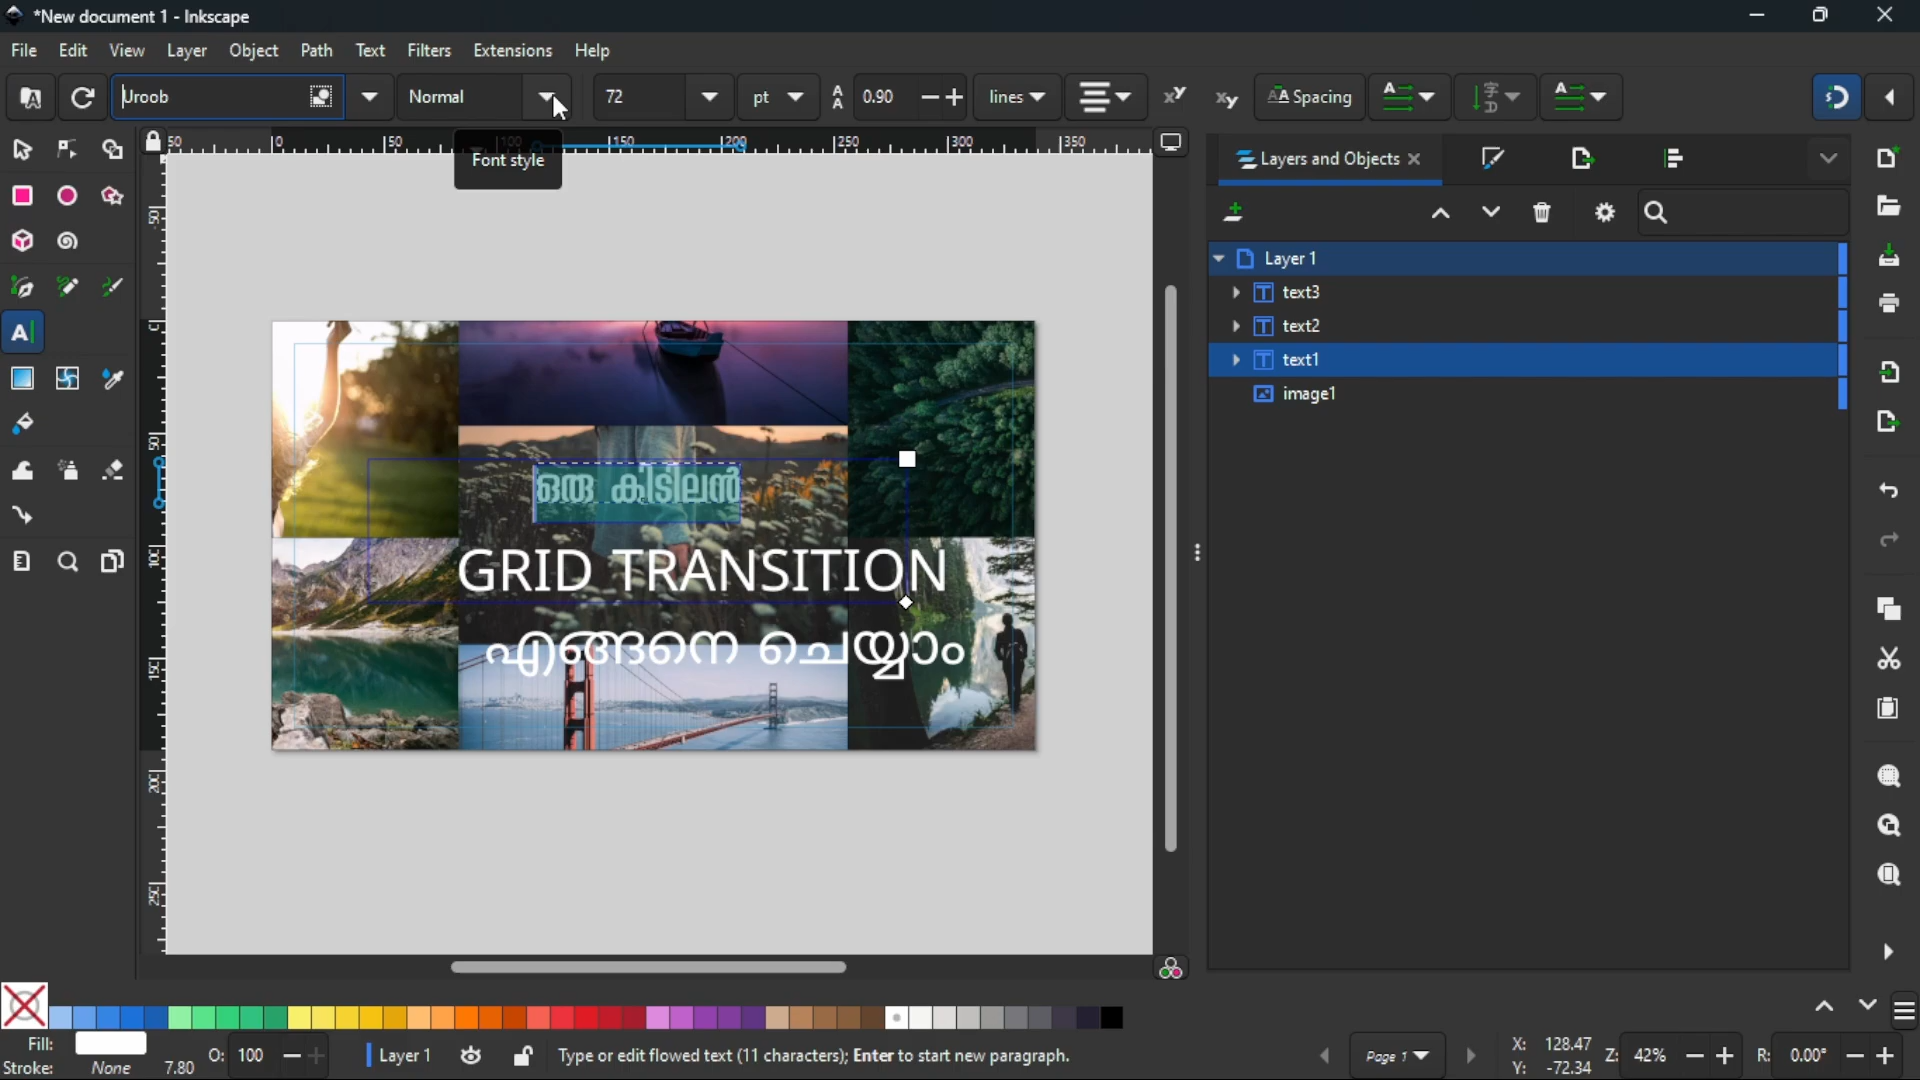 *New document 1 - Inkscape
File Edit View Layer Object Path Text Filters Extensions Help
Uroob Normal 72 pt 0.90 lines Spacing
Font style
Layers and Objects
Layer 1
text3
text2
text1
image1
ഒരു കിടിലൻ
GRID TRANSITION
എങ്ങനെ ചെയ്യാം
Fill:
Stroke: None 7.80 O: 100 Layer 1 Type or edit flowed text (11 characters); Enter to start new paragraph. Page 1 X: 128.47 Y: -72.34 Z: 42% R: 0.00°